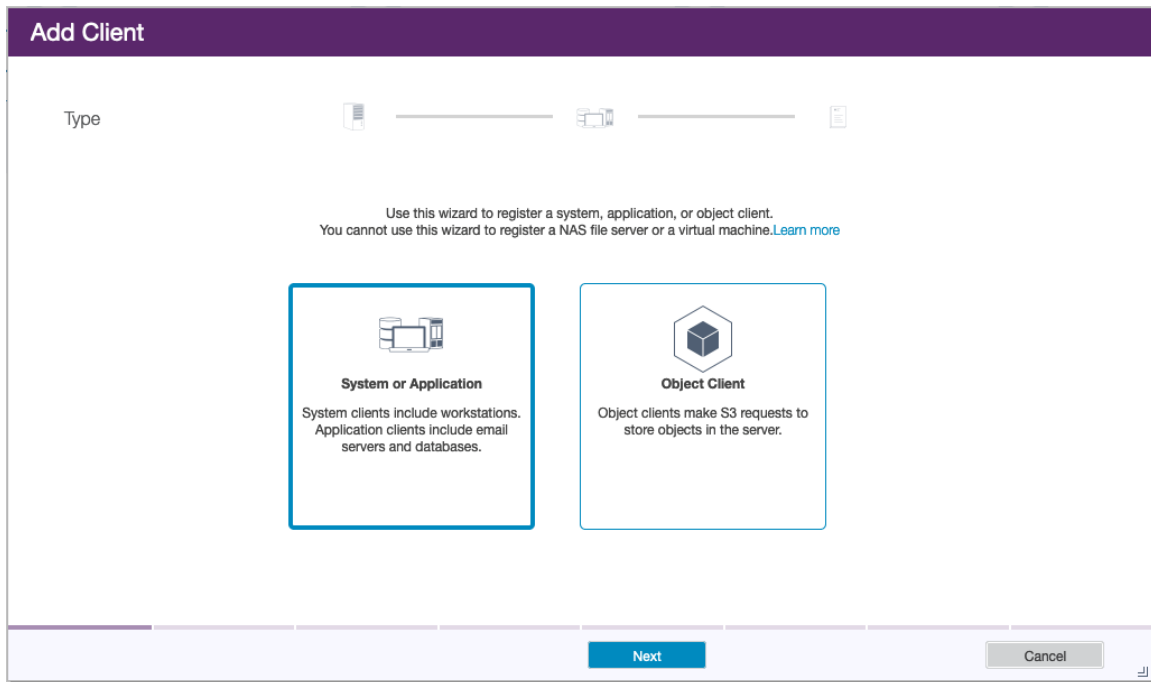 Add Client
Type
Use this wizard to register a system, application, or object client.
You cannot use this wizard to register a NAS file server or a virtual machine.Learn more
System or Application
System clients include workstations.
Application clients include email
servers and databases.
Object Client
Object clients make S3 requests to
store objects in the server.
Next
Cancel